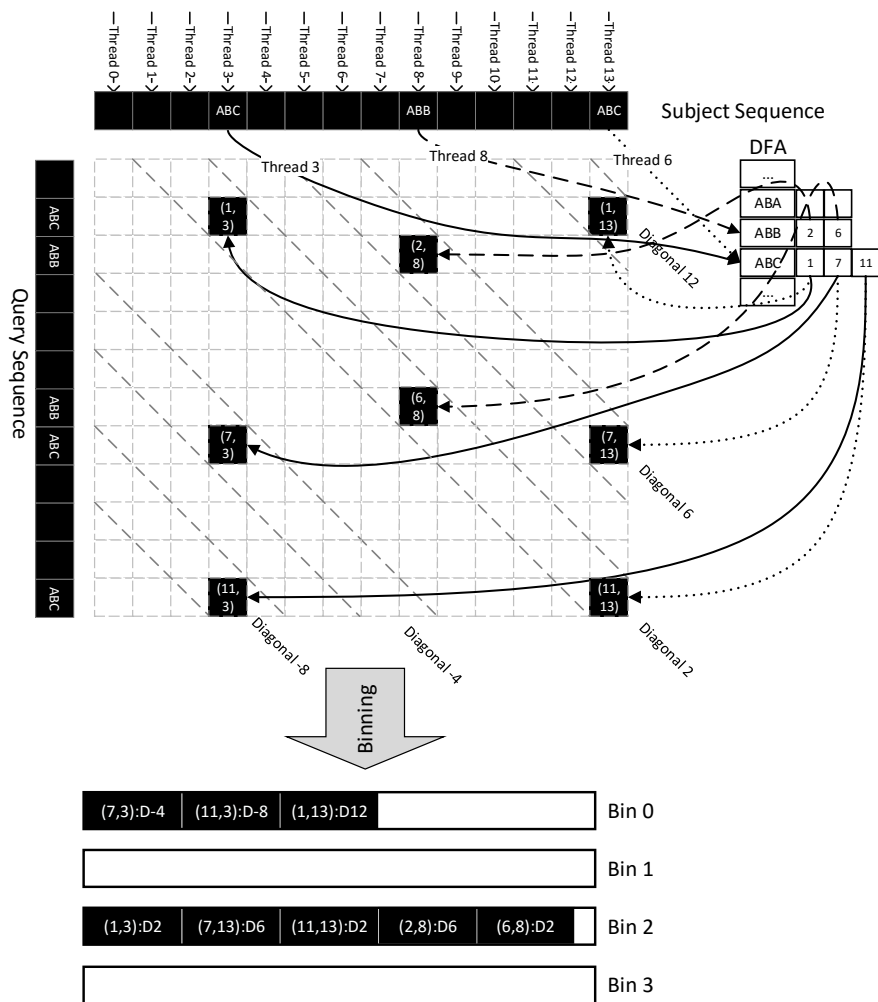 Thread 0
Thread 1
Thread 2
Thread 3
Thread 4
Thread 5
Thread 6
Thread 7
Thread 8
Thread 9
Thread 10
Thread 11
Thread 12
Thread 13
ABC
ABB
ABC
Subject Sequence
Thread 3
Thread 8
Thread 6
DFA
...
ABA
ABB
2
6
ABC
1
7
11
...
Query Sequence
ABC
ABB
ABB
ABC
ABC
(1,
3)
(1,
13)
(2,
8)
Diagonal 12
(6,
8)
(7,
3)
(7,
13)
Diagonal 6
(11,
3)
(11,
13)
Diagonal -8
Diagonal -4
Diagonal 2
Binning
(7,3):D-4 (11,3):D-8 (1,13):D12 Bin 0
Bin 1
(1,3):D2 (7,13):D6 (11,13):D2 (2,8):D6 (6,8):D2 Bin 2
Bin 3